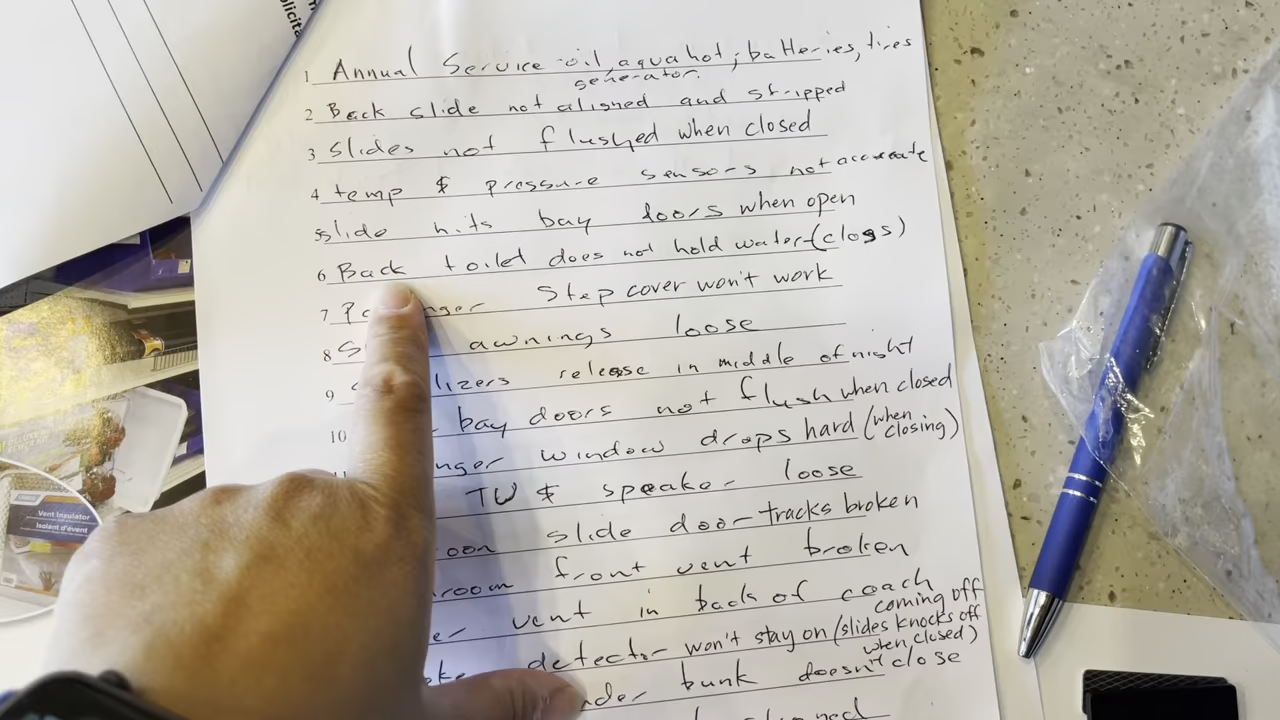 plicita
1 Annual Service oil, aquahot, batteries, tires
generator.
2 Back slide not aligned and stripped
3 slides not flushed when closed
4 temp & pressure sensors not accurate
5 slide hits bay doors when open
6 Back toilet does not hold water (clogs)
7 step cover won't work
8 awnings loose
9 release in middle of night
10 bay doors not flush when closed
window drops hard (when
closing)
TV & speaker loose
slide door tracks broken
front vent broken
vent in back of coach
coming off
detector won't stay on (slides knocks off
when closed)
bunk doesn't close
Vent Insulator
Isolant d'évent